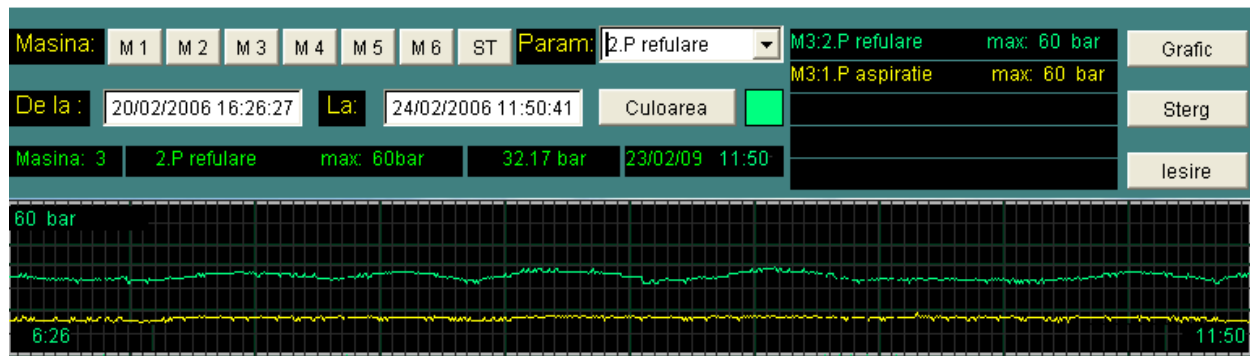 Masina: M 1 M 2 M 3 M 4 M 5 M 6 ST Param: 2.P refulare
M3:2.P refulare max: 60 bar
M3:1.P aspiratie max: 60 bar
Grafic
De la : 20/02/2006 16:26:27 La: 24/02/2006 11:50:41 Culoarea
Sterg
Masina: 3 2.P refulare max: 60bar 32.17 bar 23/02/09 11:50
Iesire
60 bar
6:26 11:50